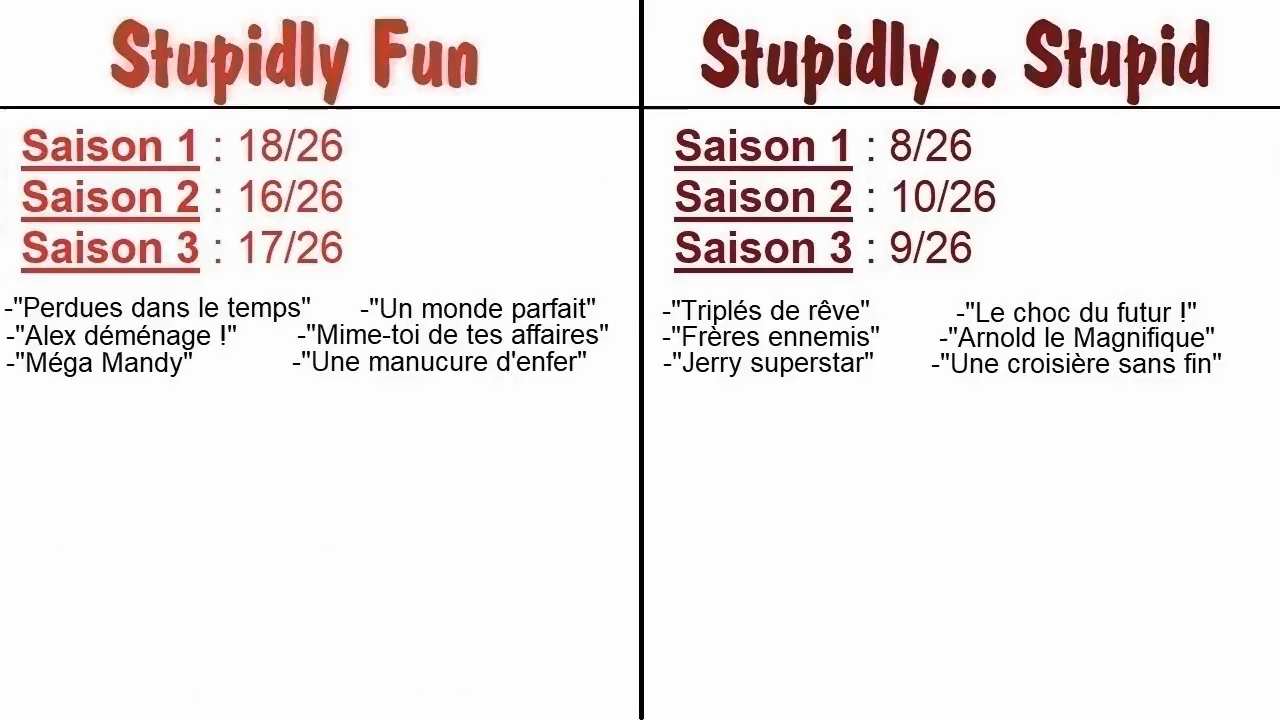 Stupidly Fun
Saison 1 : 18/26
Saison 2 : 16/26
Saison 3 : 17/26
-"Perdues dans le temps" -"Un monde parfait"
-"Alex déménage !" -"Mime-toi de tes affaires"
-"Méga Mandy" -"Une manucure d'enfer"
Stupidly... Stupid
Saison 1 : 8/26
Saison 2 : 10/26
Saison 3 : 9/26
-"Triplés de rêve" -"Le choc du futur !"
-"Frères ennemis" -"Arnold le Magnifique"
-"Jerry superstar" -"Une croisière sans fin"